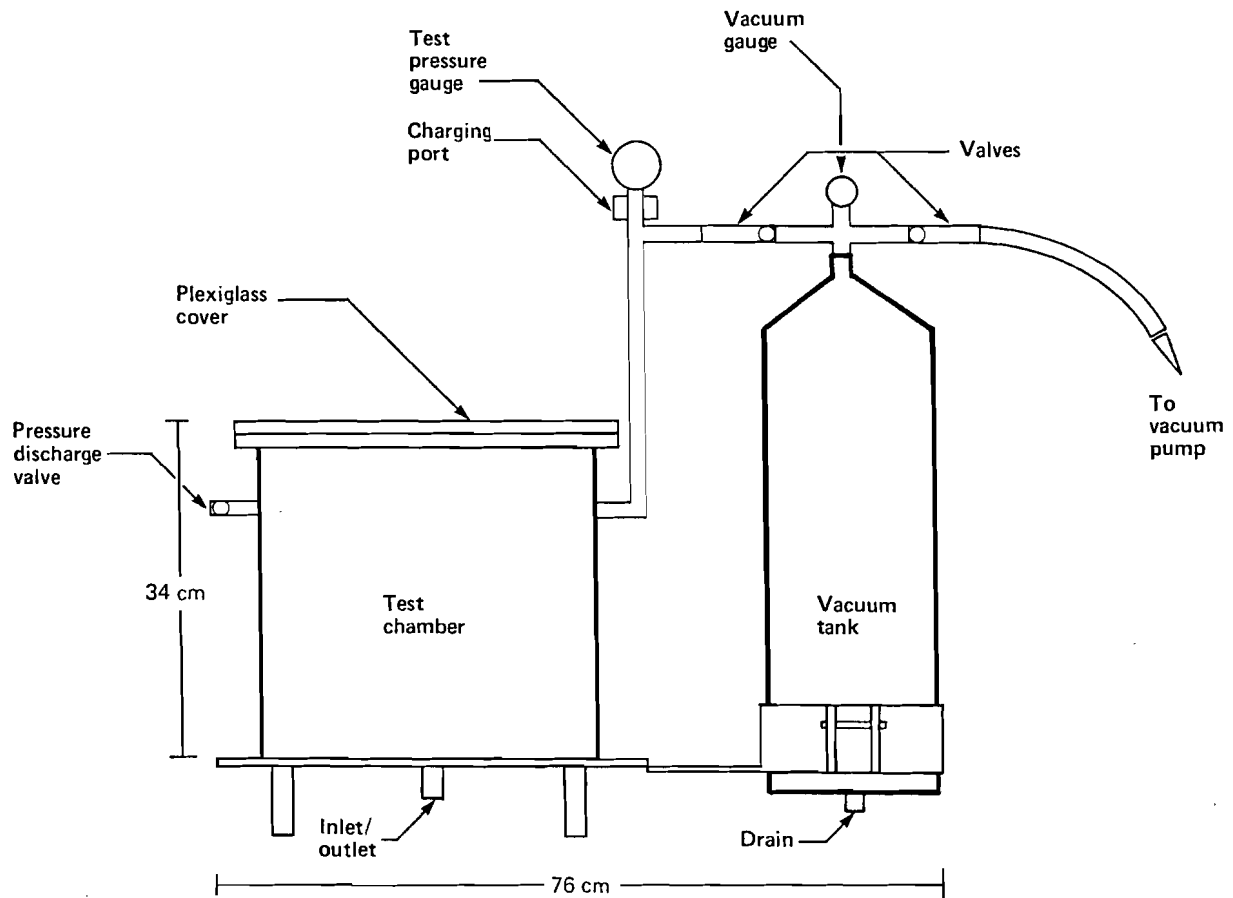 Test
pressure
gauge
Vacuum
gauge
Charging
port
Valves
Plexiglass
cover
Pressure
discharge
valve
To
vacuum
pump
34 cm
Test
chamber
Vacuum
tank
Inlet/
outlet
Drain
76 cm